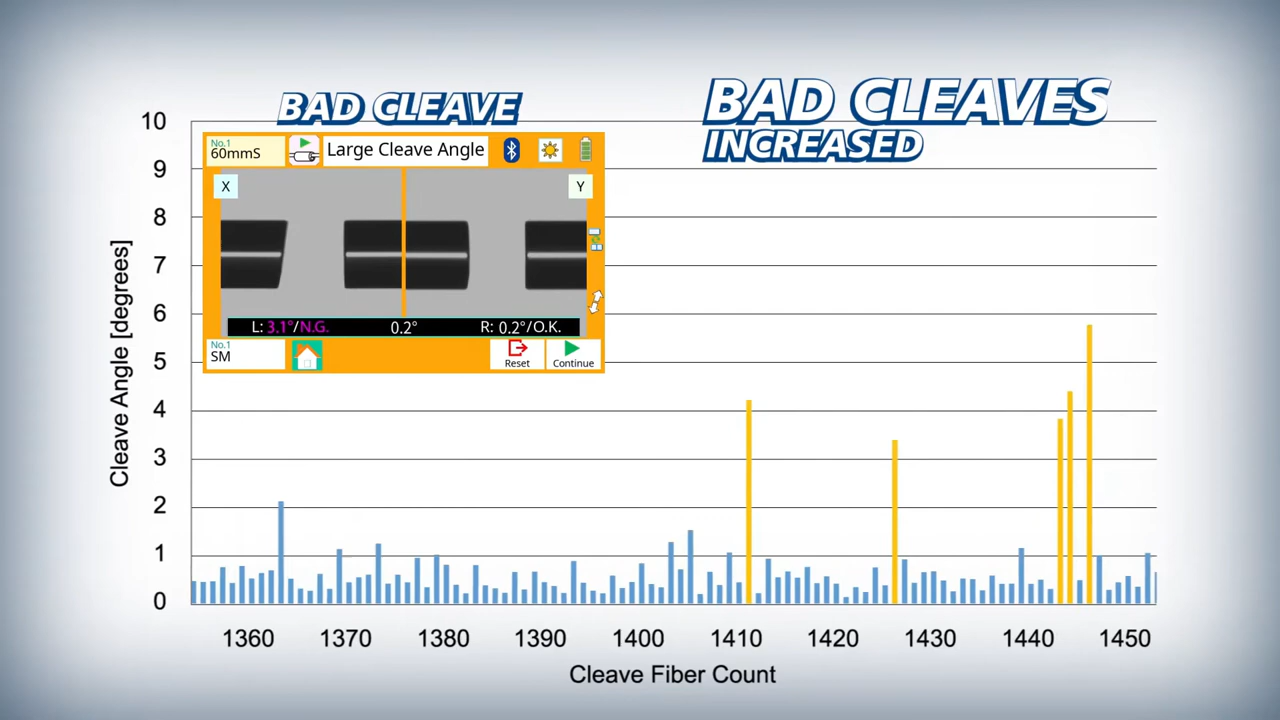 BAD CLEAVE
BAD CLEAVES
INCREASED
No.1
60mmS
Large Cleave Angle
X
Y
L: 3.1°/N.G.
0.2°
R: 0.2°/O.K.
No.1
SM
Reset
Continue
Cleave Angle [degrees]
10
9
8
7
6
5
4
3
2
1
0
1360 1370 1380 1390 1400 1410 1420 1430 1440 1450
Cleave Fiber Count